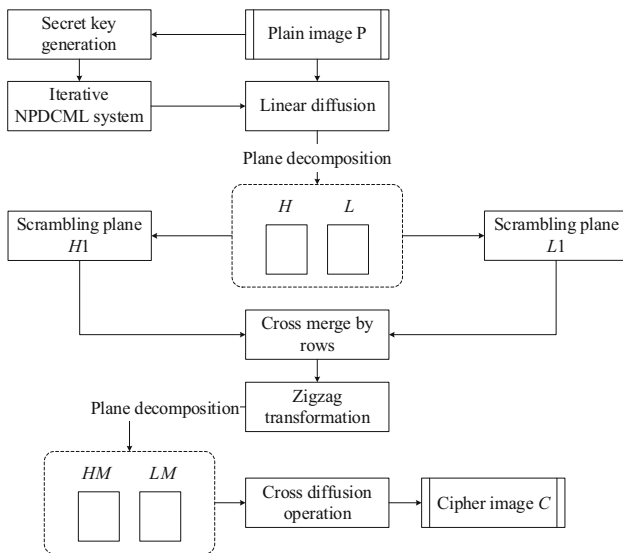 Secret key
generation
Plain image P
Iterative
NPDCML system
Linear diffusion
Plane decomposition
H
L
Scrambling plane
H1
Scrambling plane
L1
Cross merge by
rows
Zigzag
transformation
Plane decomposition
HM
LM
Cross diffusion
operation
Cipher image C